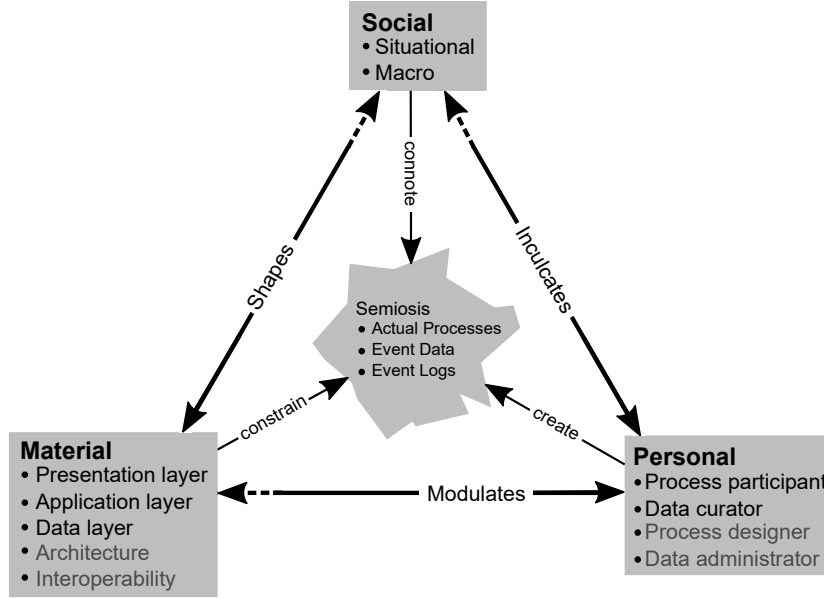 Social
• Situational
• Macro
connote
Shapes
Inculcates
Semiosis
• Actual Processes
• Event Data
• Event Logs
constrain
create
Material
• Presentation layer
• Application layer
• Data layer
• Architecture
• Interoperability
Modulates
Personal
• Process participant
• Data curator
• Process designer
• Data administrator